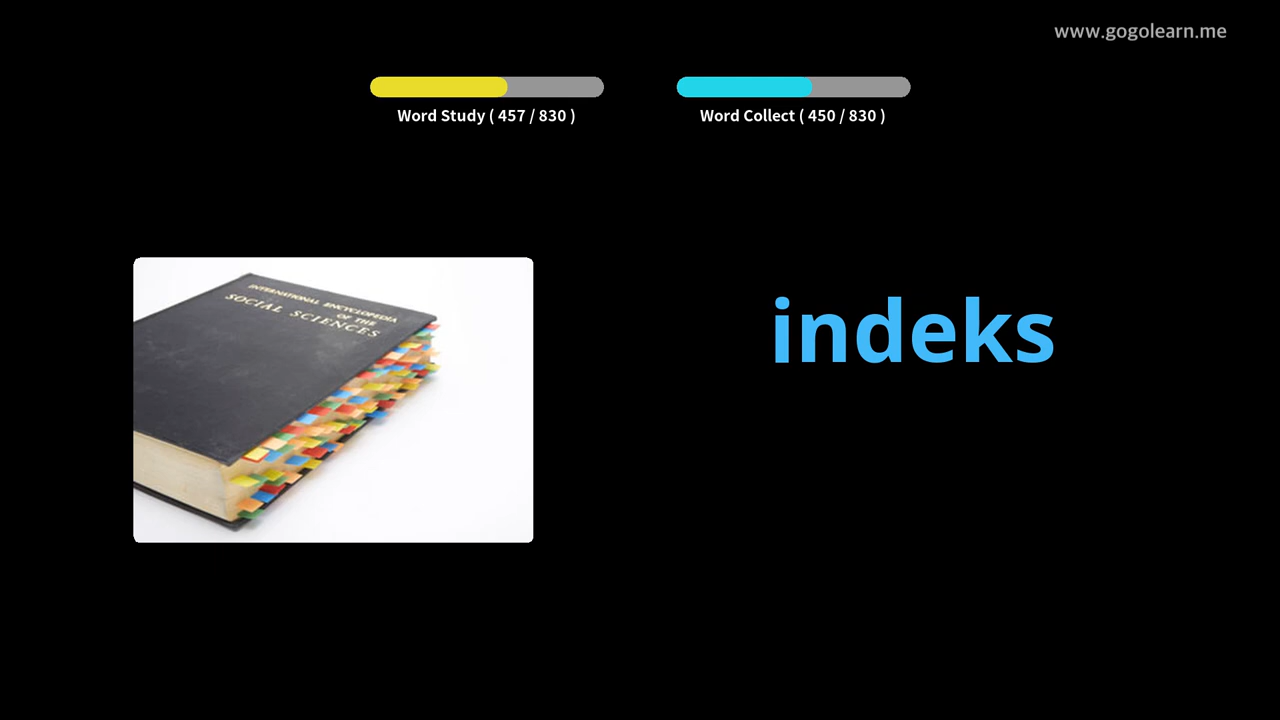 www.gogolearn.me
Word Study ( 457 / 830 )
Word Collect ( 450 / 830 )
INTERNATIONAL ENCYCLOPEDIA
OF THE
SOCIAL SCIENCES
indeks